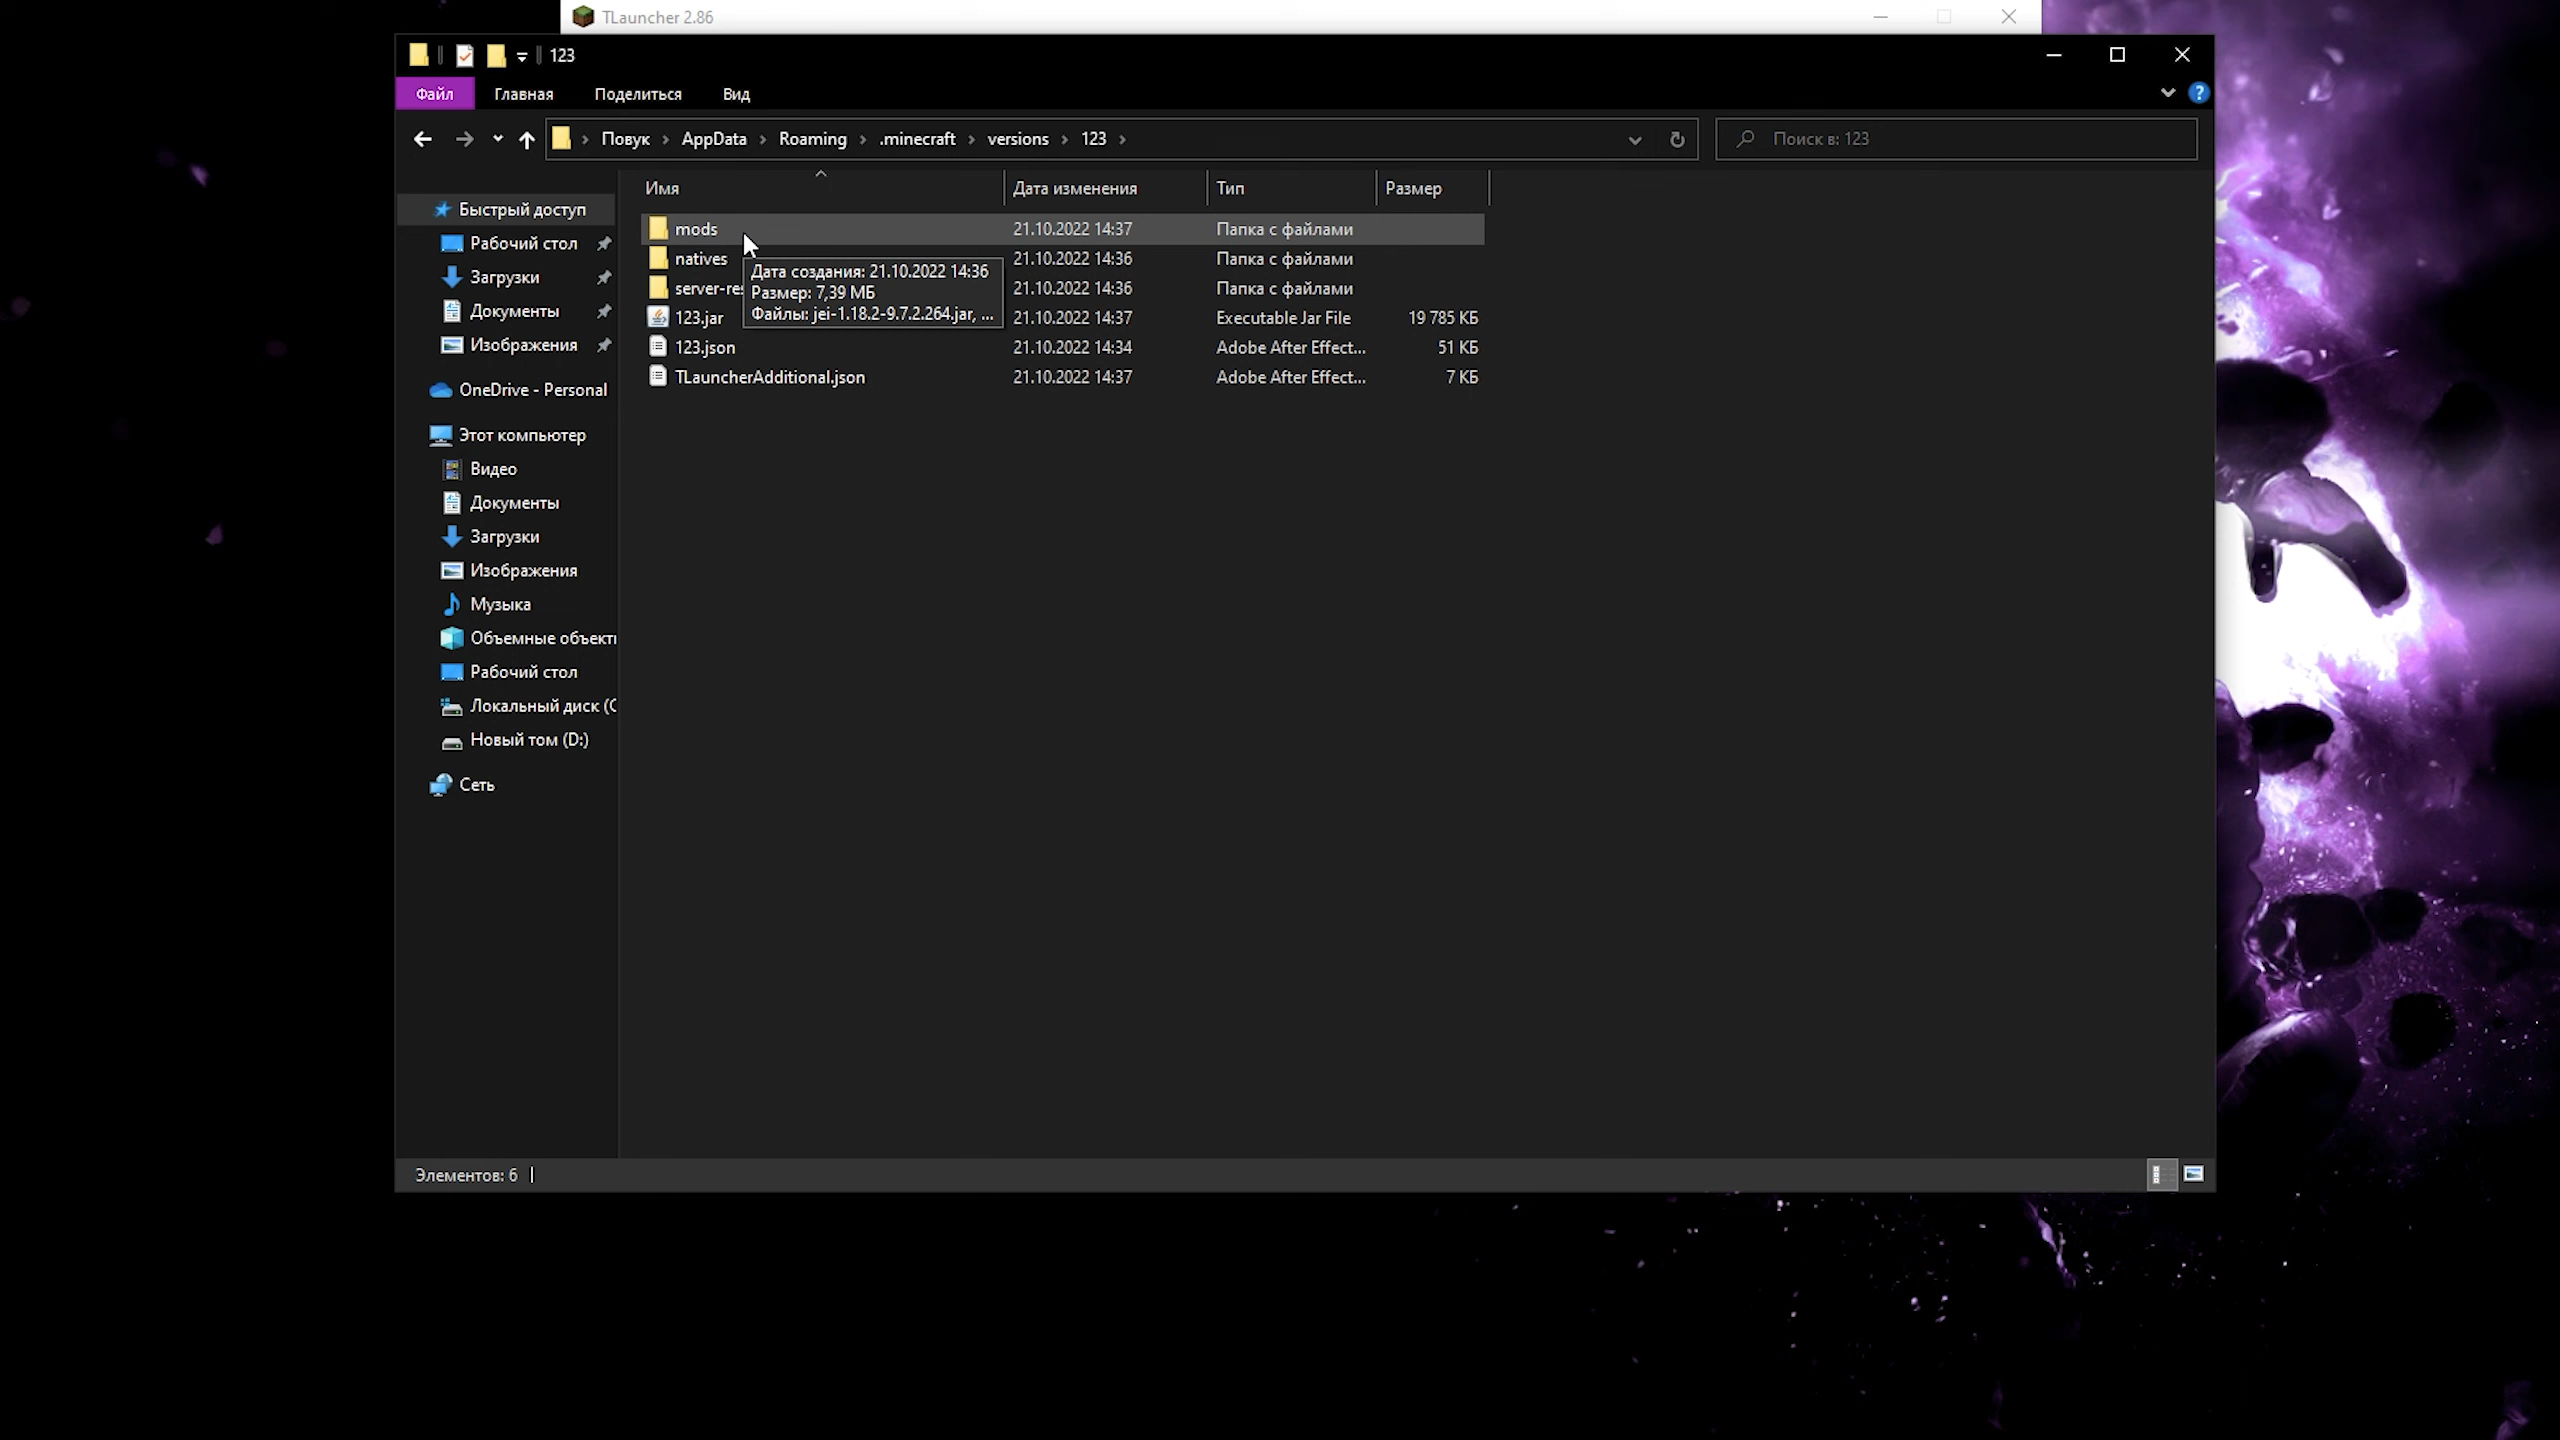 TLauncher 2.86
123
Файл Главная Поделиться Вид
Повук AppData Roaming .minecraft versions 123 Поиск в: 123
Имя Дата изменения Тип Размер
mods 21.10.2022 14:37 Папка с файлами
natives 21.10.2022 14:36 Папка с файлами
server-re 21.10.2022 14:36 Папка с файлами
Дата создания: 21.10.2022 14:36
Размер: 7,39 МБ
Файлы: jei-1.18.2-9.7.2.264.jar, ...
123.jar 21.10.2022 14:37 Executable Jar File 19 785 КБ
123.json 21.10.2022 14:34 Adobe After Effect... 51 КБ
TLauncherAdditional.json 21.10.2022 14:37 Adobe After Effect... 7 КБ
Быстрый доступ
Рабочий стол
Загрузки
Документы
Изображения
OneDrive - Personal
Этот компьютер
Видео
Документы
Загрузки
Изображения
Музыка
Объемные объекты
Рабочий стол
Локальный диск (C
Новый том (D:)
Сеть
Элементов: 6